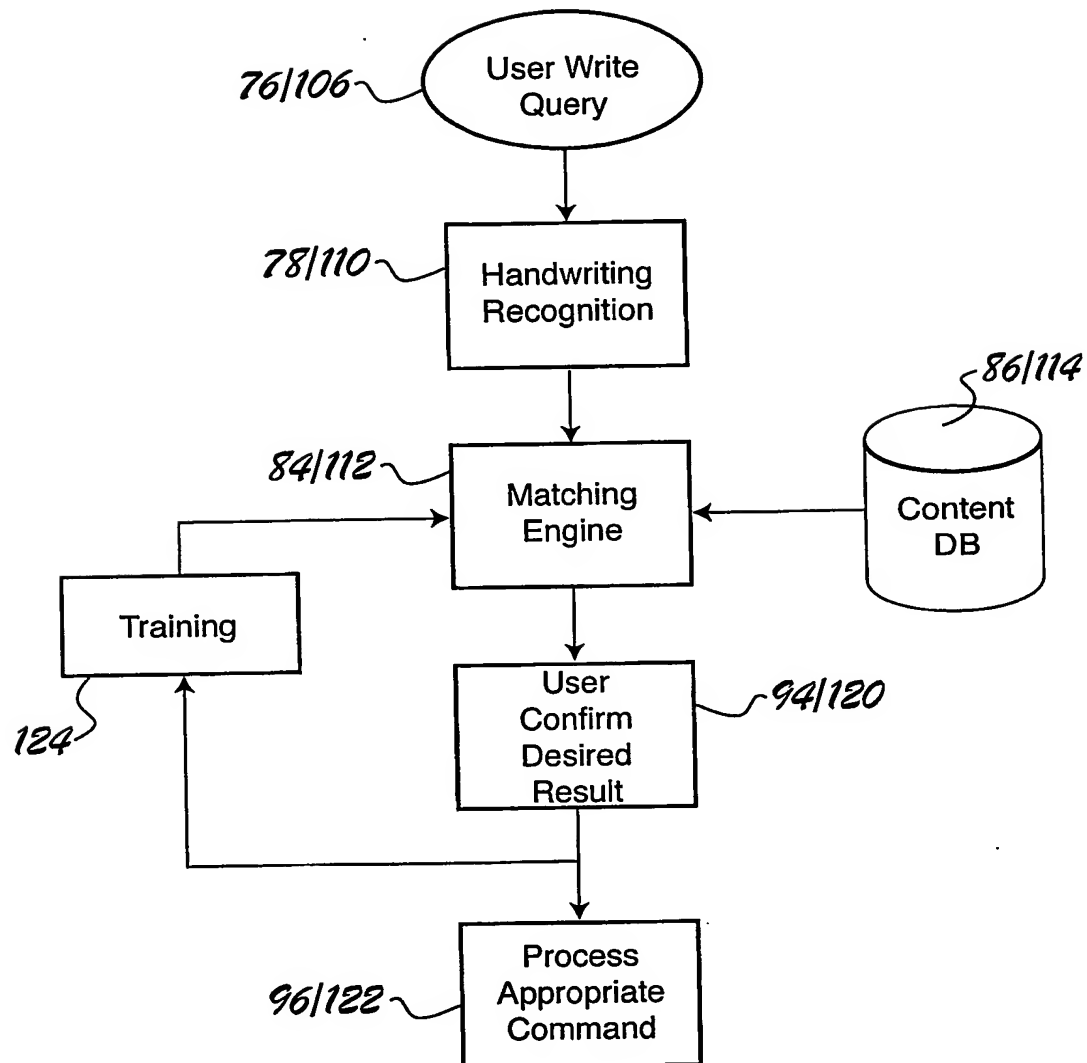 76/106
User Write
Query
78/110
Handwriting
Recognition
86/114
84/112
Matching
Engine
Content
DB
Training
124
User
Confirm
Desired
Result
94/120
96/122
Process
Appropriate
Command